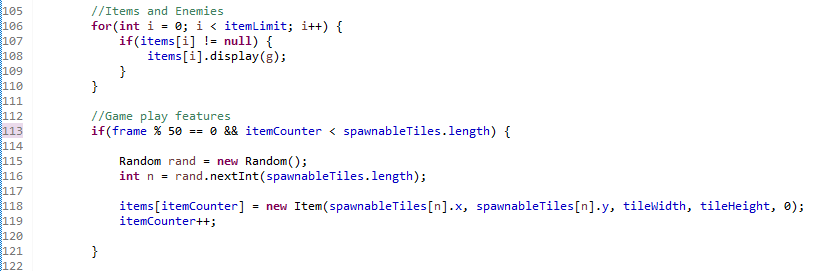 105 //Items and Enemies
106 for(int i = 0; i < itemLimit; i++) {
107 if(items[i] != null) {
108 items[i].display(g);
109 }
110 }
111
112 //Game play features
113 if(frame % 50 == 0 && itemCounter < spawnableTiles.length) {
114
115 Random rand = new Random();
116 int n = rand.nextInt(spawnableTiles.length);
117
118 items[itemCounter] = new Item(spawnableTiles[n].x, spawnableTiles[n].y, tileWidth, tileHeight, 0);
119 itemCounter++;
120
121 }
122